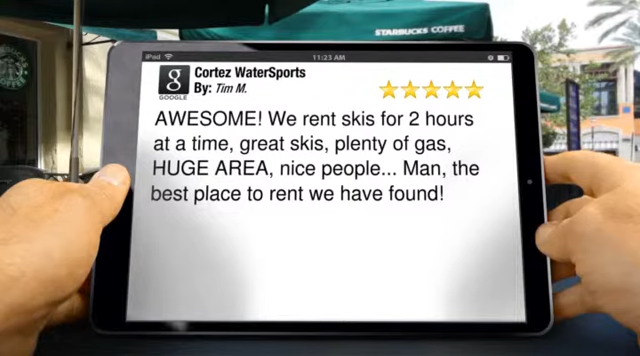 STARBUCKS COFFEE
iPod 11:23 AM
g Cortez WaterSports
GOOGLE By: Tim M.
AWESOME! We rent skis for 2 hours
at a time, great skis, plenty of gas,
HUGE AREA, nice people... Man, the
best place to rent we have found!